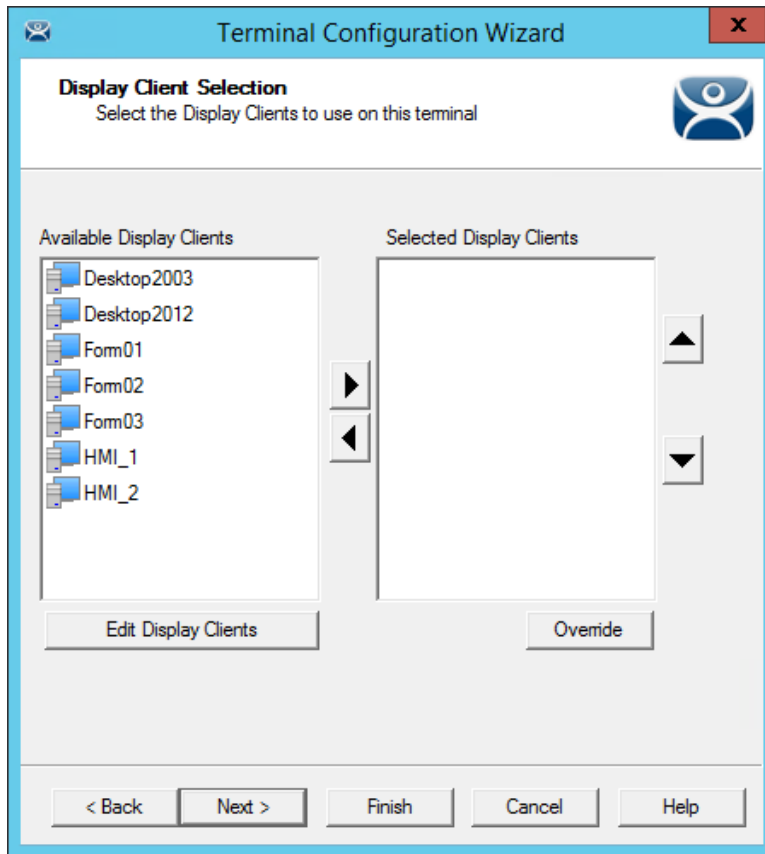 Terminal Configuration Wizard
x
Display Client Selection
Select the Display Clients to use on this terminal
Available Display Clients
Selected Display Clients
Desktop2003
Desktop2012
Form01
Form02
Form03
HMI_1
HMI_2
Edit Display Clients
Override
< Back
Next >
Finish
Cancel
Help